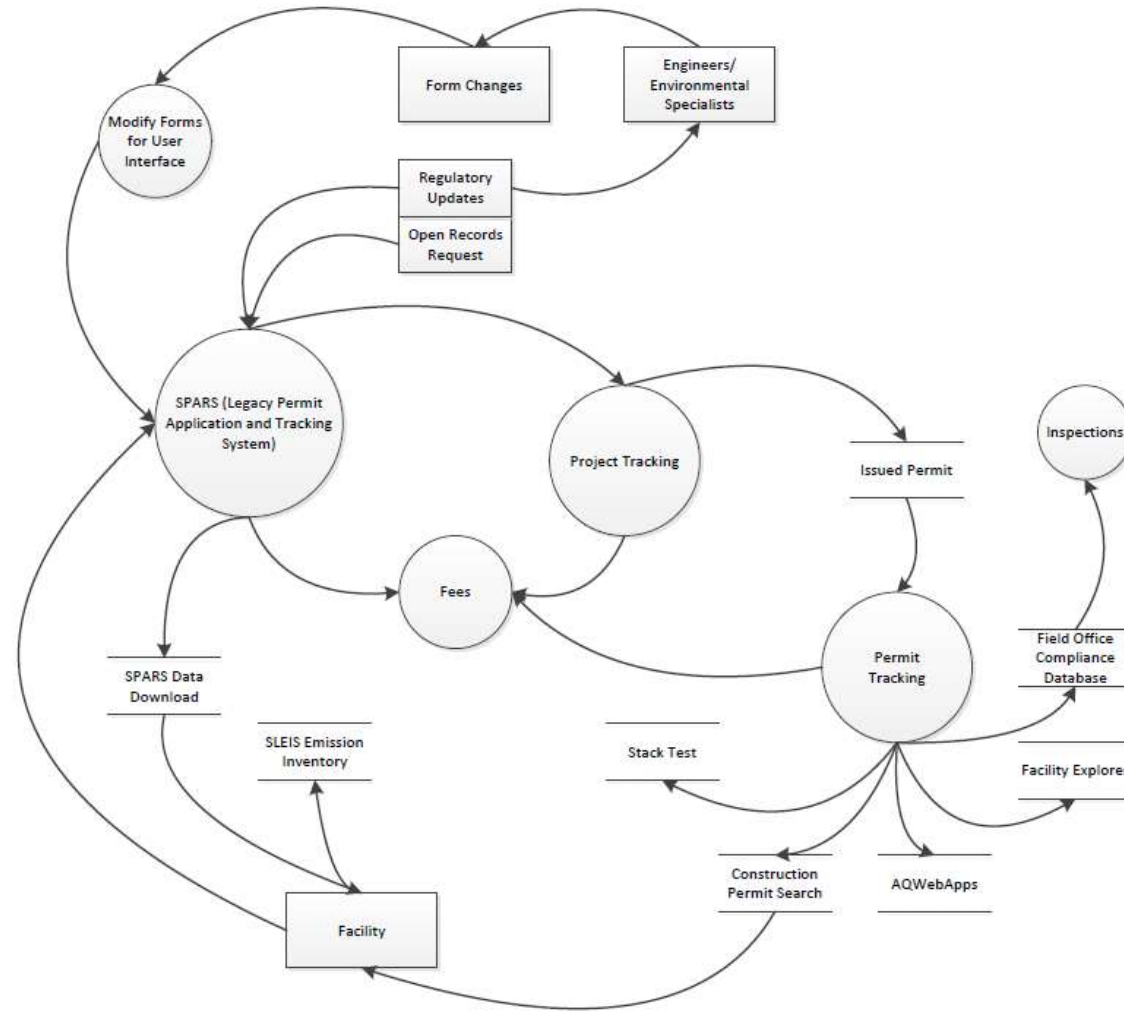 Form Changes
Engineers/
Environmental
Specialists
Modify Forms
for User
Interface
Regulatory
Updates
Open Records
Request
SPARS (Legacy Permit
Application and Tracking
System)
Project Tracking
Issued Permit
Inspections
Fees
Permit
Tracking
Field Office
Compliance
Database
SPARS Data
Download
SLEIS Emission
Inventory
Stack Test
Facility Explorer
Construction
Permit Search
AQWebApps
Facility